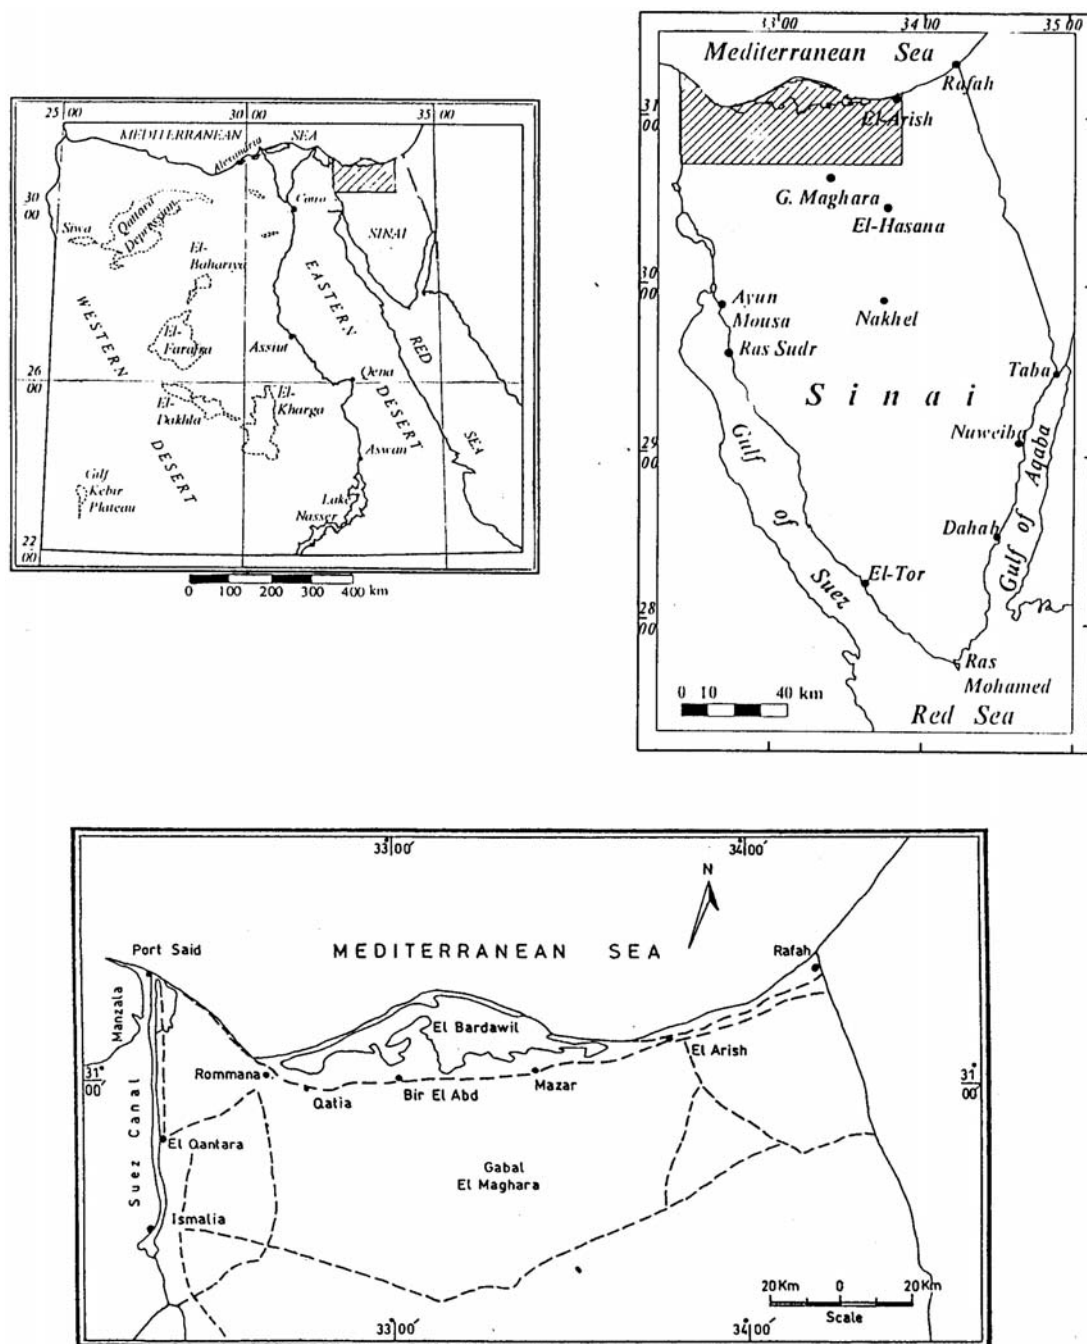 25
00
30
00
35
00
MEDITERRANEAN SEA
Alexandria
30
00
Qattara
Depression
Siwa
Cairo
SINAI
El-
Bahariya
EASTERN
DESERT
WESTERN
DESERT
El-
Farafra
Assiut
RED
SEA
26
00
Qena
El-
Dakhla
El-
Kharga
Aswan
Gilf
Kebir
Plateau
Lake
Nasser
22
00
0 100 200 300 400 km
33 00
34 00
35 00
Mediterranean Sea
Rafah
31
00
El-Arish
G. Maghara
El-Hasana
30
00
Ayun
Mousa
Nakhel
Ras Sudr
Taba
Sinai
Nuweiba
29
00
Gulf
of
Suez
Gulf of Aqaba
Dahah
El-Tor
28
00
Ras
Mohamed
0 10 40 km
Red Sea
33°00'
34°00'
N
Port Said
MEDITERRANEAN SEA
Rafah
Manzala
El Bardawil
El Arish
31°
00'
Rommana
Qatia
Bir El Abd
Mazar
31°
00'
Suez Canal
El Qantara
Gabal
El Maghara
Ismalia
20Km 0 20Km
Scale
33°00'
34°00'